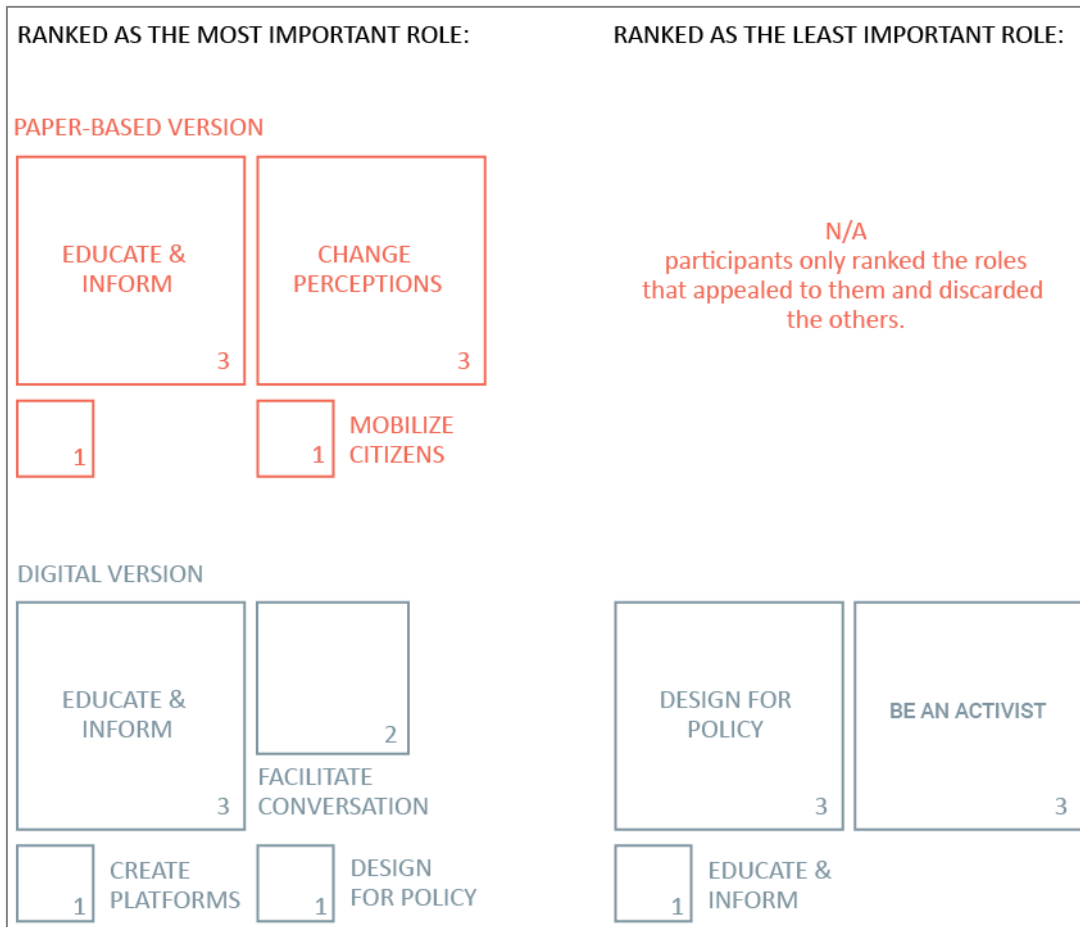 RANKED AS THE MOST IMPORTANT ROLE:
RANKED AS THE LEAST IMPORTANT ROLE:
PAPER-BASED VERSION
EDUCATE &
INFORM
3
CHANGE
PERCEPTIONS
3
N/A
participants only ranked the roles
that appealed to them and discarded
the others.
1
1
MOBILIZE
CITIZENS
DIGITAL VERSION
EDUCATE &
INFORM
3
2
FACILITATE
CONVERSATION
DESIGN FOR
POLICY
3
BE AN ACTIVIST
3
1
CREATE
PLATFORMS
1
DESIGN
FOR POLICY
1
EDUCATE &
INFORM